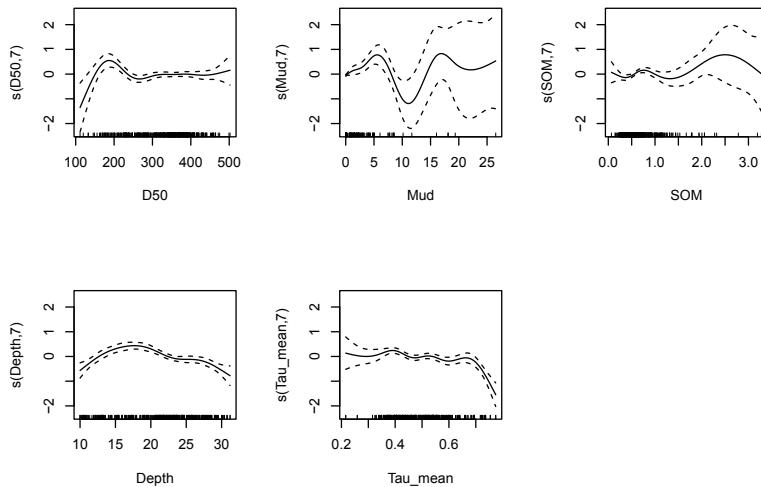 s(D50,7)
2
1
0
−2
100 200 300 400 500
D50
s(Mud,7)
2
1
0
−2
0 5 10 15 20 25
Mud
s(SOM,7)
2
1
0
−2
0.0 1.0 2.0 3.0
SOM
s(Depth,7)
2
1
0
−2
10 15 20 25 30
Depth
s(Tau_mean,7)
2
1
0
−2
0.2 0.4 0.6
Tau_mean